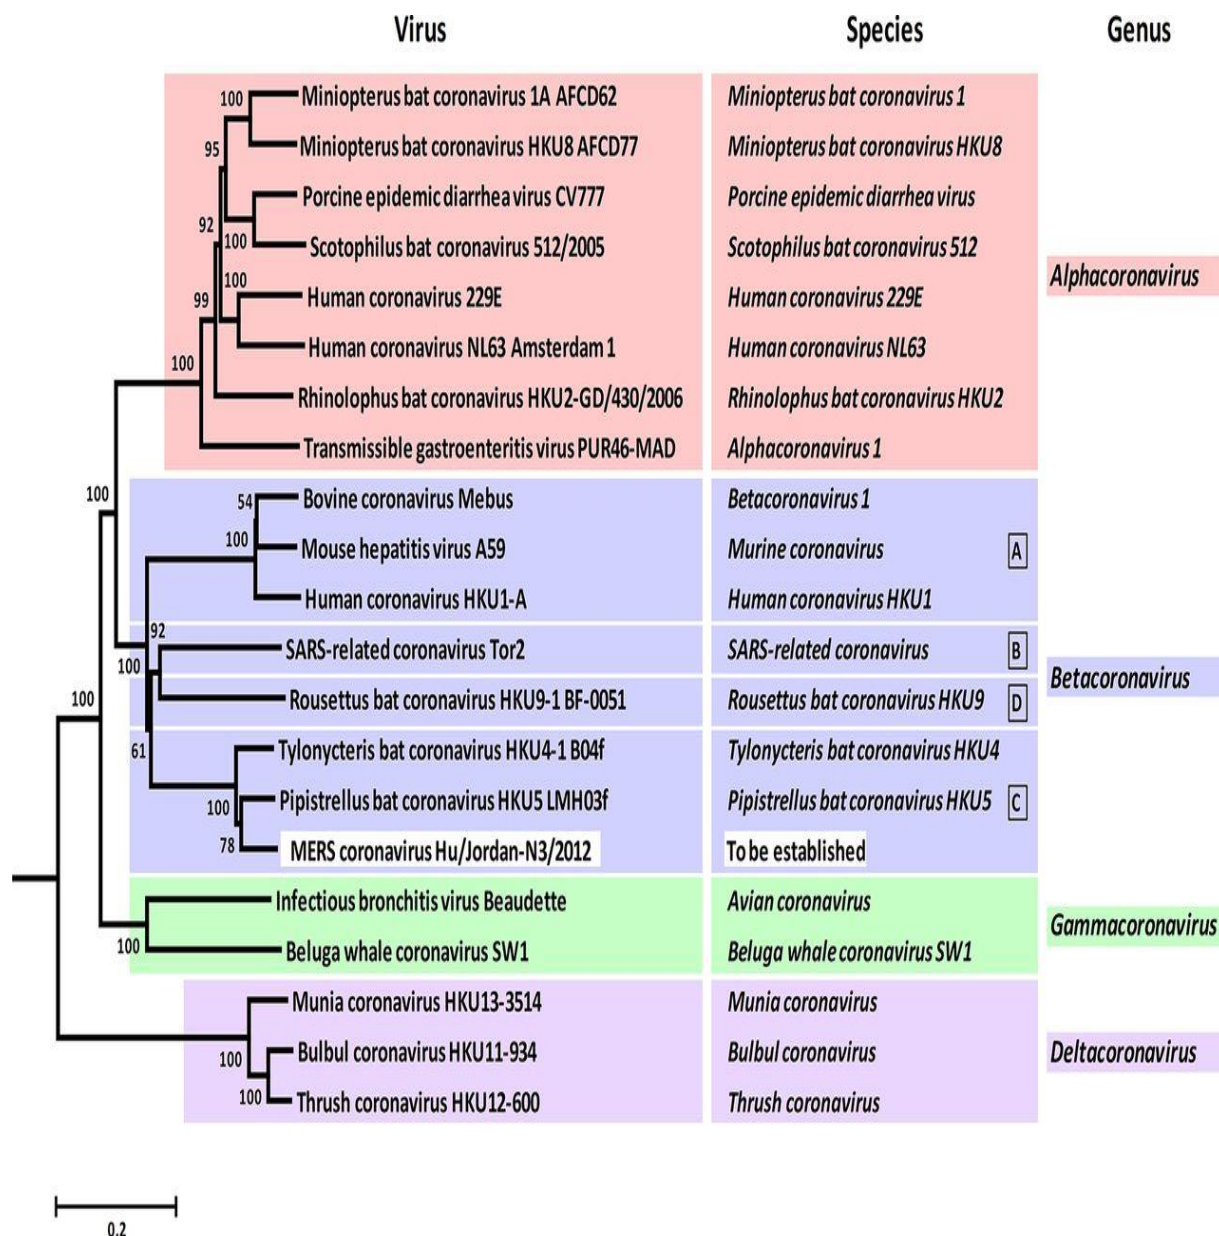 Virus Species Genus
100 Miniopterus bat coronavirus 1A AFCD62 Miniopterus bat coronavirus 1
95 Miniopterus bat coronavirus HKU8 AFCD77 Miniopterus bat coronavirus HKU8
Porcine epidemic diarrhea virus CV777 Porcine epidemic diarrhea virus
92
100 Scotophilus bat coronavirus 512/2005 Scotophilus bat coronavirus 512
Alphacoronavirus
100
99 Human coronavirus 229E Human coronavirus 229E
Human coronavirus NL63 Amsterdam 1 Human coronavirus NL63
100
Rhinolophus bat coronavirus HKU2-GD/430/2006 Rhinolophus bat coronavirus HKU2
Transmissible gastroenteritis virus PUR46-MAD Alphacoronavirus 1
100
54 Bovine coronavirus Mebus Betacoronavirus 1
100 Mouse hepatitis virus A59 Murine coronavirus A
Human coronavirus HKU1-A Human coronavirus HKU1
92
SARS-related coronavirus Tor2 SARS-related coronavirus B
100
Betacoronavirus
100 Rousettus bat coronavirus HKU9-1 BF-0051 Rousettus bat coronavirus HKU9 D
61 Tylonycteris bat coronavirus HKU4-1 B04f Tylonycteris bat coronavirus HKU4
100 Pipistrellus bat coronavirus HKU5 LMH03f Pipistrellus bat coronavirus HKU5 C
78 MERS coronavirus Hu/Jordan-N3/2012 To be established
Infectious bronchitis virus Beaudette Avian coronavirus
Gammacoronavirus
100 Beluga whale coronavirus SW1 Beluga whale coronavirus SW1
Munia coronavirus HKU13-3514 Munia coronavirus
100 Bulbul coronavirus HKU11-934 Bulbul coronavirus Deltacoronavirus
100 Thrush coronavirus HKU12-600 Thrush coronavirus
0.2